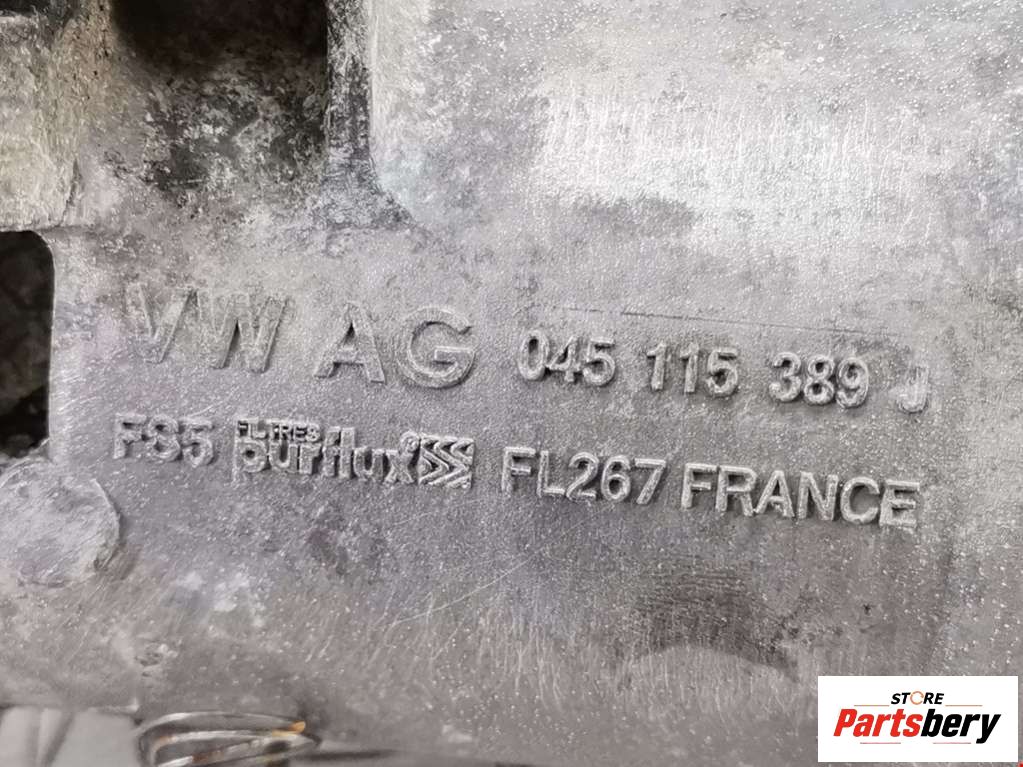 VW AG 045 115 389 J
FS5 FILTRES purflux® FL267 FRANCE
STORE
Partsbery